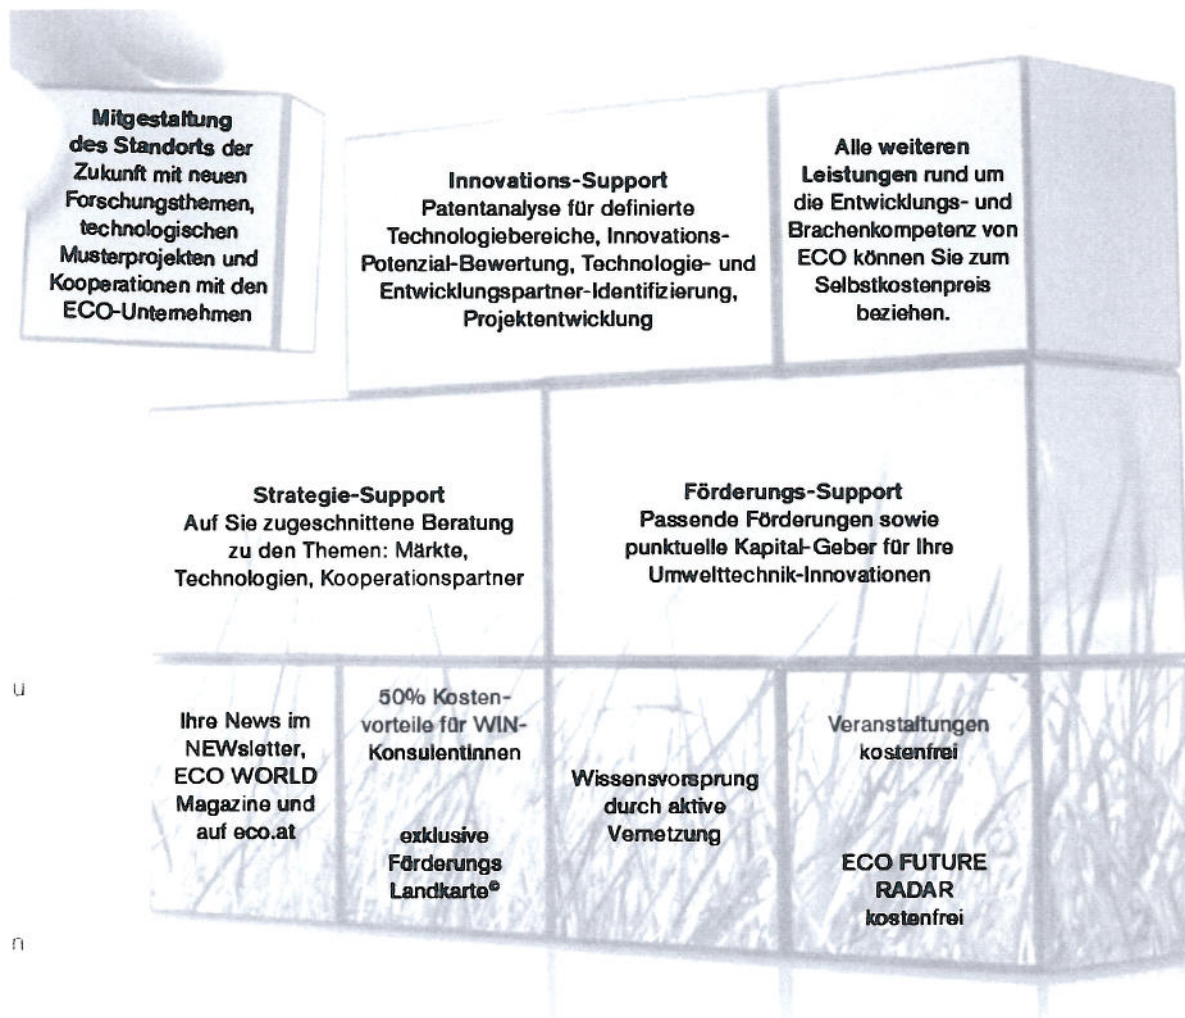 Mitgestaltung
des Standorts der
Zukunft mit neuen
Forschungsthemen,
technologischen
Musterprojekten und
Kooperationen mit den
ECO-Unternehmen
Innovations-Support
Patentanalyse für definierte
Technologiebereiche, Innovations-
Potenzial-Bewertung, Technologie- und
Entwicklungspartner-Identifizierung,
Projektentwicklung
Alle weiteren
Leistungen rund um
die Entwicklungs- und
Brachenkompetenz von
ECO können Sie zum
Selbstkostenpreis
beziehen.
Strategie-Support
Auf Sie zugeschnittene Beratung
zu den Themen: Märkte,
Technologien, Kooperationspartner
Förderungs-Support
Passende Förderungen sowie
punktuelle Kapital-Geber für Ihre
Umwelttechnik-Innovationen
u
Ihre News im
NEWsletter,
ECO WORLD
Magazine und
auf eco.at
50% Kosten-
vorteile für WIN-
KonsulentInnen
exklusive
Förderungs
Landkarte©
Wissensvorsprung
durch aktive
Vernetzung
Veranstaltungen
kostenfrei
ECO FUTURE
RADAR
kostenfrei
n